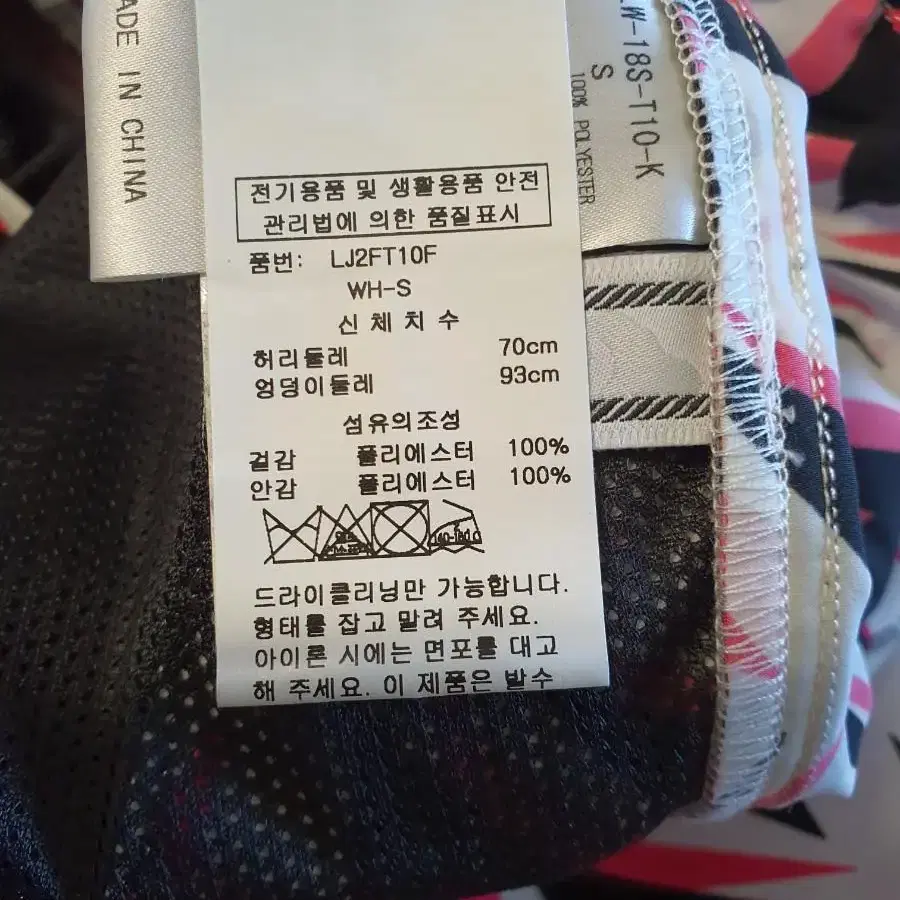 MADE IN CHINA
전기용품 및 생활용품 안전
관리법에 의한 품질표시
품번: LJ2FT10F
WH-S
신체치수
허리둘레 70cm
엉덩이둘레 93cm
섬유의조성
겉감 폴리에스터 100%
안감 폴리에스터 100%
드라이클리닝만 가능합니다.
형태를 잡고 말려 주세요.
아이론 시에는 면포를 대고
해 주세요. 이 제품은 발수
W-18S-T10-K
S
100% POLYESTER